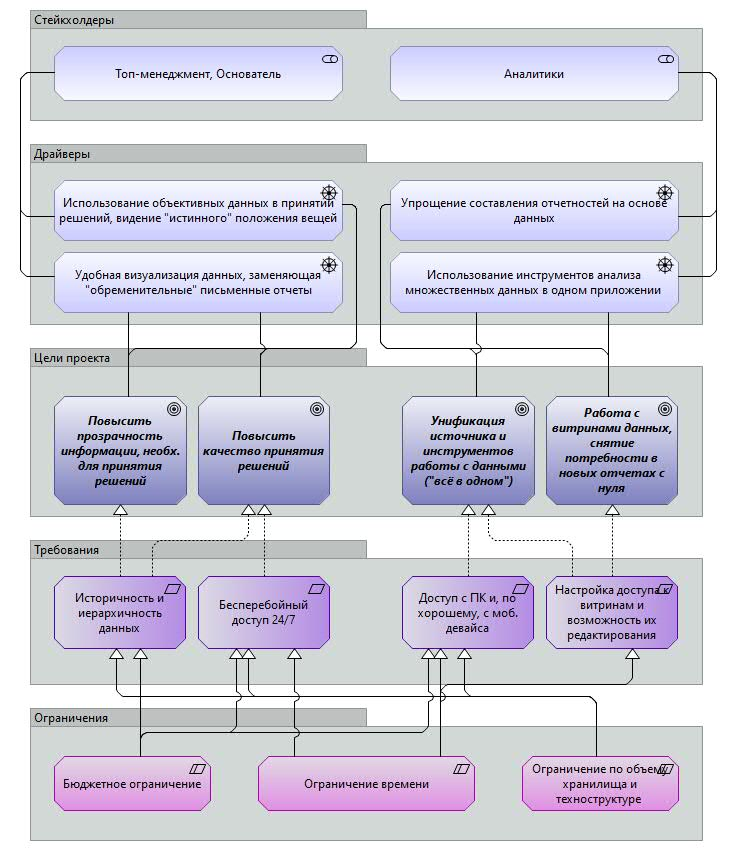 Стейкхолдеры
Топ-менеджмент, Основатель
Аналитики
Драйверы
Использование объективных данных в принятии
решений, видение "истинного" положения вещей
Упрощение составления отчетностей на основе
данных
Удобная визуализация данных, заменяющая
"обременительные" письменные отчеты
Использование инструментов анализа
множественных данных в одном приложении
Цели проекта
Повысить
прозрачность
информации, необх.
для принятия
решений
Повысить
качество принятия
решений
Унификация
источника и
инструментов
работы с данными
("всё в одном")
Работа с
витринами данных,
снятие
потребности в
новых отчетах с
нуля
Требования
Историчность и
иерархичность
данных
Бесперебойный
доступ 24/7
Доступ с ПК и, по
хорошему, с моб.
девайса
Настройка доступа к
витринам и
возможность их
редактирования
Ограничения
Бюджетное ограничение
Ограничение времени
Ограничение по объему
хранилища и
техноструктуре